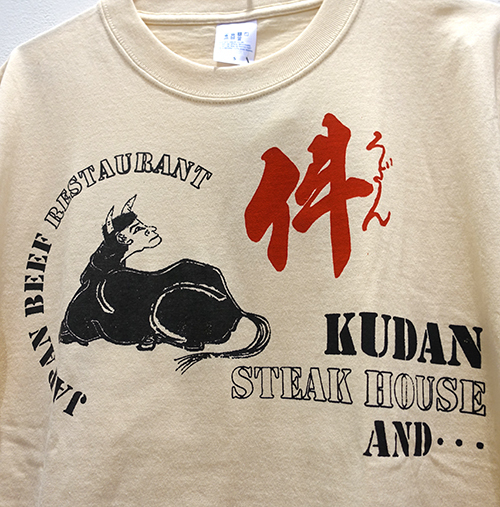 JAPAN BEEF RESTAURANT
件
くだん
KUDAN
STEAK HOUSE
AND・・・